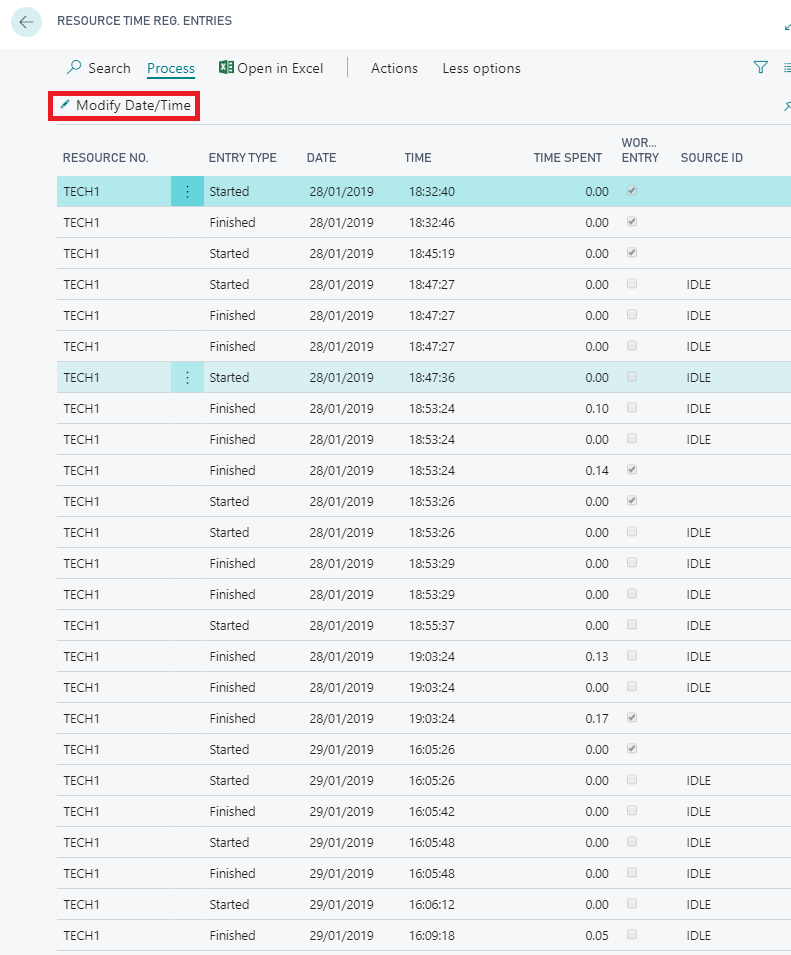 RESOURCE TIME REG. ENTRIES
Search Process Open in Excel Actions Less options
Modify Date/Time
RESOURCE NO. ENTRY TYPE DATE TIME TIME SPENT WOR... ENTRY SOURCE ID
TECH1 Started 28/01/2019 18:32:40 0.00
TECH1 Finished 28/01/2019 18:32:46 0.00
TECH1 Started 28/01/2019 18:45:19 0.00
TECH1 Started 28/01/2019 18:47:27 0.00 IDLE
TECH1 Finished 28/01/2019 18:47:27 0.00 IDLE
TECH1 Finished 28/01/2019 18:47:27 0.00 IDLE
TECH1 Started 28/01/2019 18:47:36 0.00 IDLE
TECH1 Finished 28/01/2019 18:53:24 0.10 IDLE
TECH1 Finished 28/01/2019 18:53:24 0.00 IDLE
TECH1 Finished 28/01/2019 18:53:24 0.14
TECH1 Started 28/01/2019 18:53:26 0.00
TECH1 Started 28/01/2019 18:53:26 0.00 IDLE
TECH1 Finished 28/01/2019 18:53:29 0.00 IDLE
TECH1 Finished 28/01/2019 18:53:29 0.00 IDLE
TECH1 Started 28/01/2019 18:55:37 0.00 IDLE
TECH1 Finished 28/01/2019 19:03:24 0.13 IDLE
TECH1 Finished 28/01/2019 19:03:24 0.00 IDLE
TECH1 Finished 28/01/2019 19:03:24 0.17
TECH1 Started 29/01/2019 16:05:26 0.00
TECH1 Started 29/01/2019 16:05:26 0.00 IDLE
TECH1 Finished 29/01/2019 16:05:42 0.00 IDLE
TECH1 Started 29/01/2019 16:05:48 0.00 IDLE
TECH1 Finished 29/01/2019 16:05:48 0.00 IDLE
TECH1 Started 29/01/2019 16:06:12 0.00 IDLE
TECH1 Finished 29/01/2019 16:09:18 0.05 IDLE